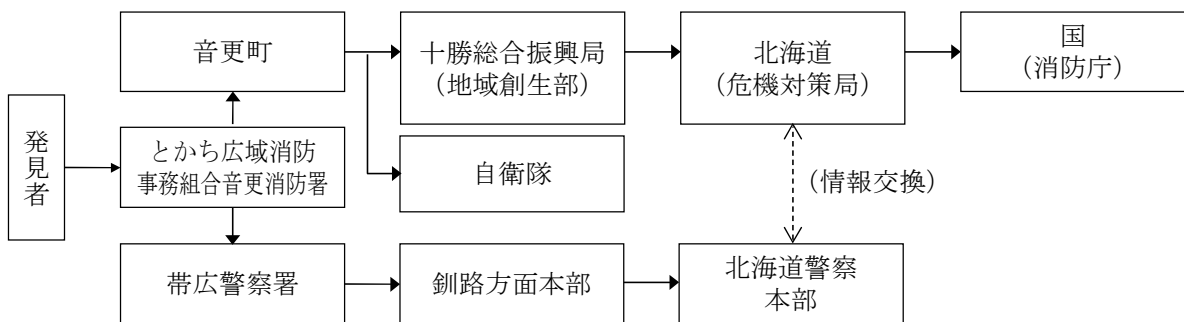 音更町
十勝総合振興局
（地域創生部）
北海道
（危機対策局）
国
（消防庁）
発見者
とかち広域消防
事務組合音更消防署
自衛隊
（情報交換）
帯広警察署
釧路方面本部
北海道警察
本部